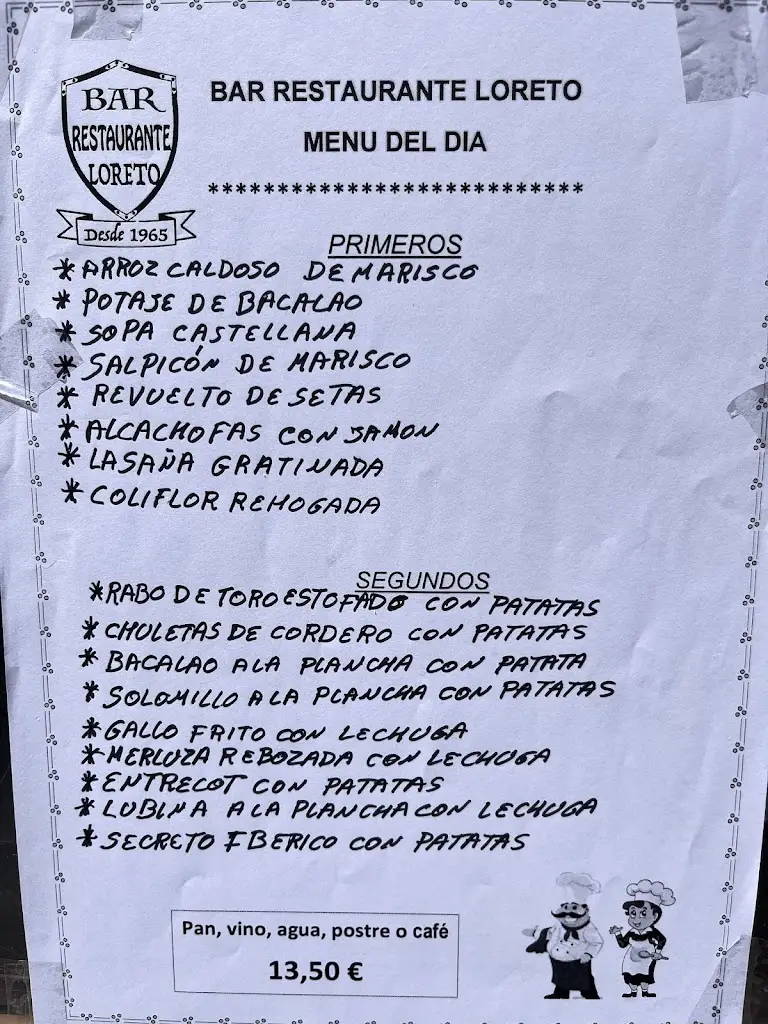 BAR
RESTAURANTE
LORETO
Desde 1965
BAR RESTAURANTE LORETO
MENU DEL DIA
***************************
PRIMEROS
* ARROZ CALDOSO DE MARISCO
* POTAJE DE BACALAO
* SOPA CASTELLANA
* SALPICÓN DE MARISCO
* REVUELTO DE SETAS
* ALCACHOFAS CON JAMON
* LASAÑA GRATINADA
* COLIFLOR REHOGADA
SEGUNDOS
* RABO DE TORO ESTOFADO CON PATATAS
* CHULETAS DE CORDERO CON PATATAS
* BACALAO A LA PLANCHA CON PATATA
* SOLOMILLO A LA PLANCHA CON PATATAS
* GALLO FRITO CON LECHUGA
* MERLUZA REBOZADA CON LECHUGA
* ENTRECOT CON PATATAS
* LUBINA A LA PLANCHA CON LECHUGA
* SECRETO IBERICO CON PATATAS
Pan, vino, agua, postre o café
13,50 €